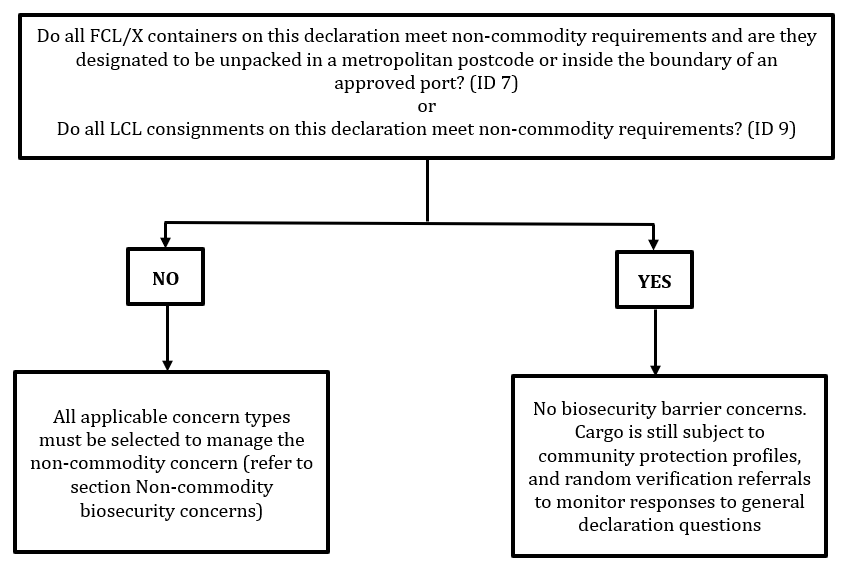 Do all FCL/X containers on this declaration meet non-commodity requirements and are they
designated to be unpacked in a metropolitan postcode or inside the boundary of an
approved port? (ID 7)
or
Do all LCL consignments on this declaration meet non-commodity requirements? (ID 9)
NO
YES
All applicable concern types
must be selected to manage the
non-commodity concern (refer to
section Non-commodity
biosecurity concerns)
No biosecurity barrier concerns.
Cargo is still subject to
community protection profiles,
and random verification referrals
to monitor responses to general
declaration questions